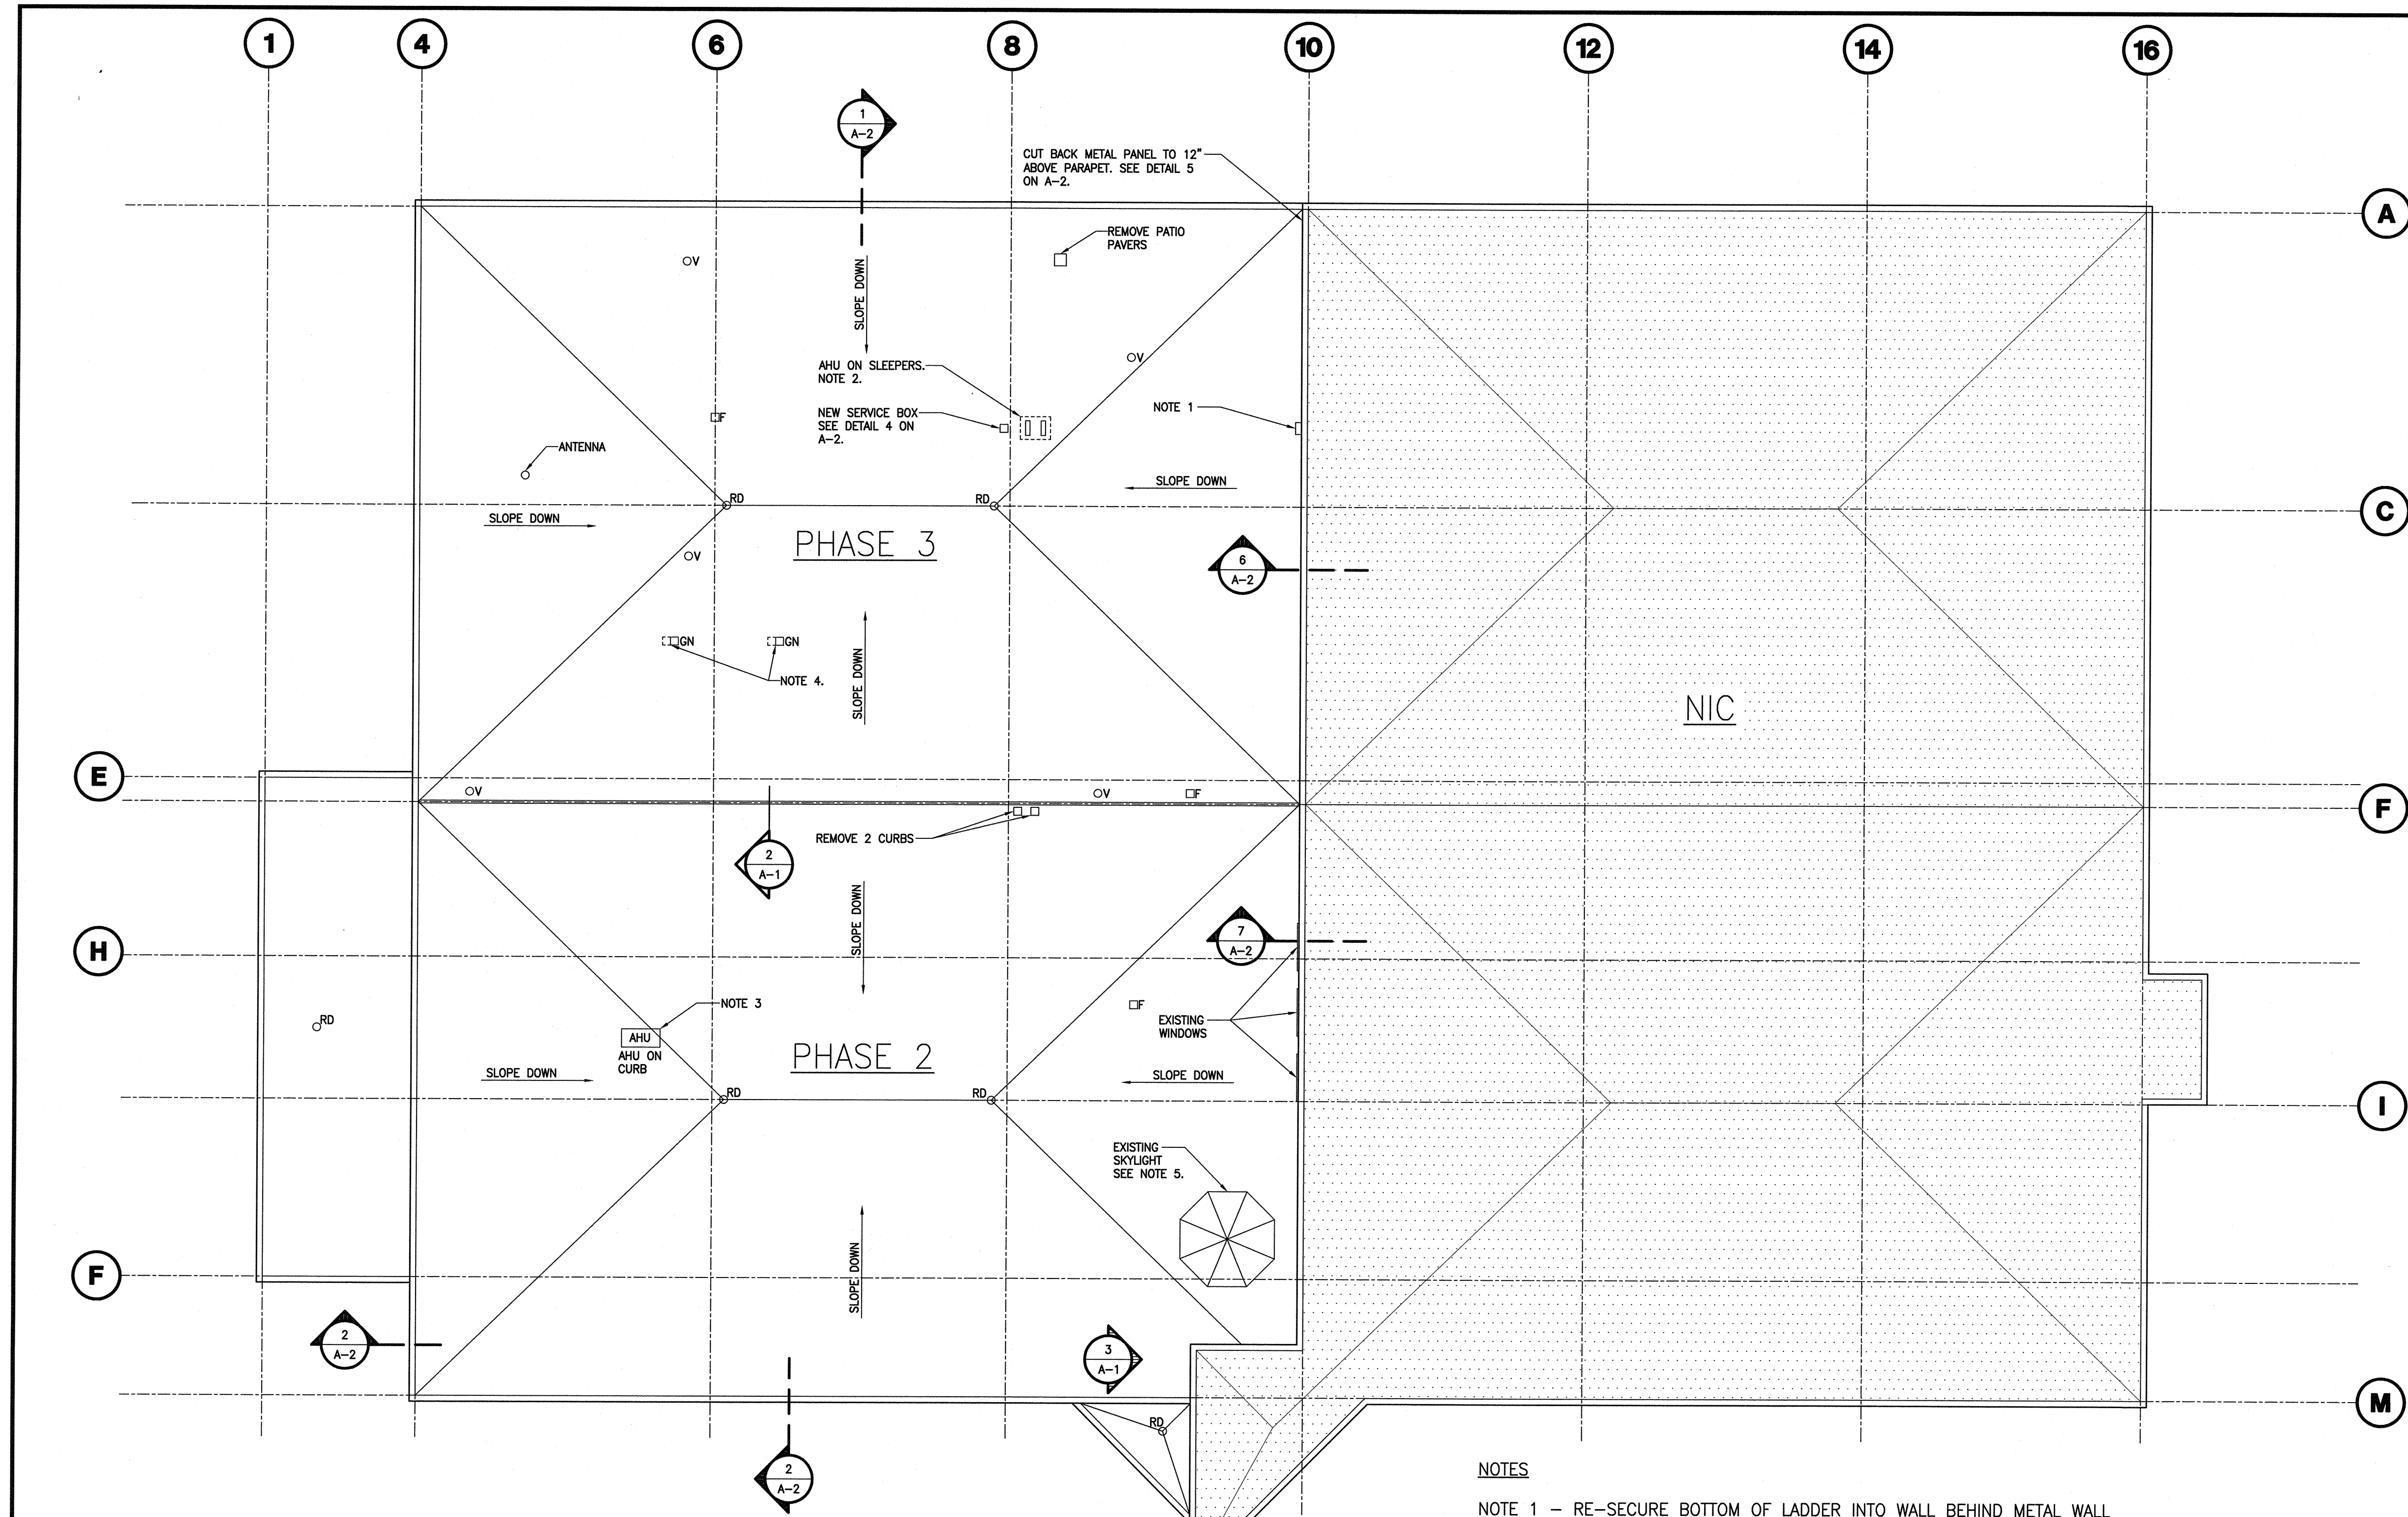 1
4
6
8
10
12
14
16
1
A-2
CUT BACK METAL PANEL TO 12"
ABOVE PARAPET. SEE DETAIL 5
ON A-2.
A
REMOVE PATIO
PAVERS
V
SLOPE DOWN
V
AHU ON SLEEPERS.
NOTE 2.
NEW SERVICE BOX
SEE DETAIL 4 ON
A-2.
NOTE 1
F
ANTENNA
SLOPE DOWN
RD
RD
C
SLOPE DOWN
PHASE 3
V
6
A-2
GN
GN
NOTE 4.
SLOPE DOWN
NIC
E
V
V
F
F
REMOVE 2 CURBS
2
A-1
SLOPE DOWN
7
A-2
H
NOTE 3
F
EXISTING
WINDOWS
RD
AHU
AHU ON
CURB
PHASE 2
SLOPE DOWN
SLOPE DOWN
RD
RD
I
EXISTING
SKYLIGHT
SEE NOTE 5.
SLOPE DOWN
F
2
A-2
3
A-1
M
RD
2
A-2
NOTES
NOTE 1 - RE-SECURE BOTTOM OF LADDER INTO WALL BEHIND METAL WALL